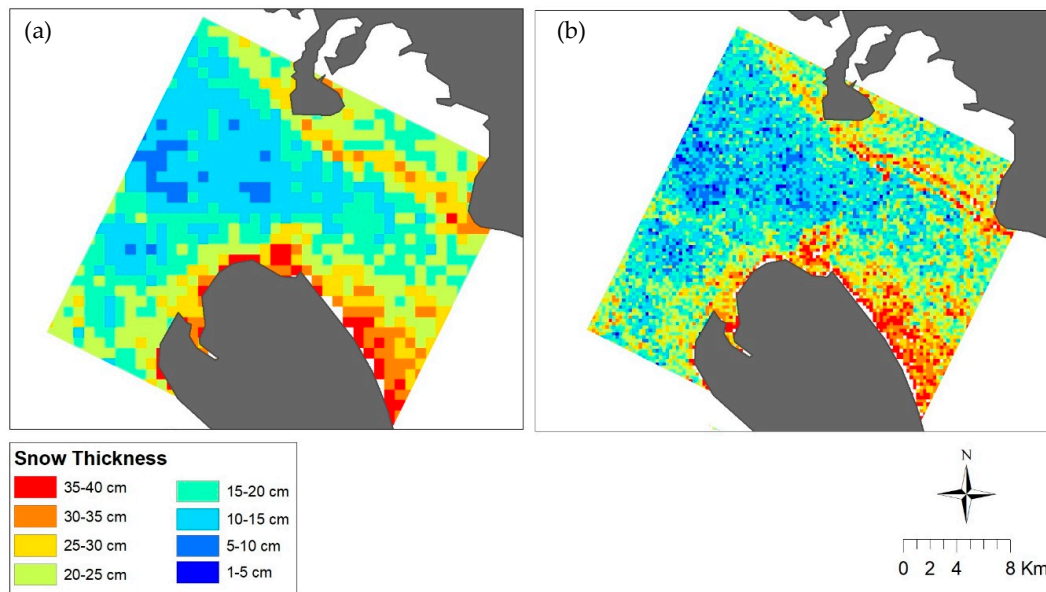 (a)
(b)
Snow Thickness
35-40 cm
30-35 cm
25-30 cm
20-25 cm
15-20 cm
10-15 cm
5-10 cm
1-5 cm
N
0 2 4 8 Km